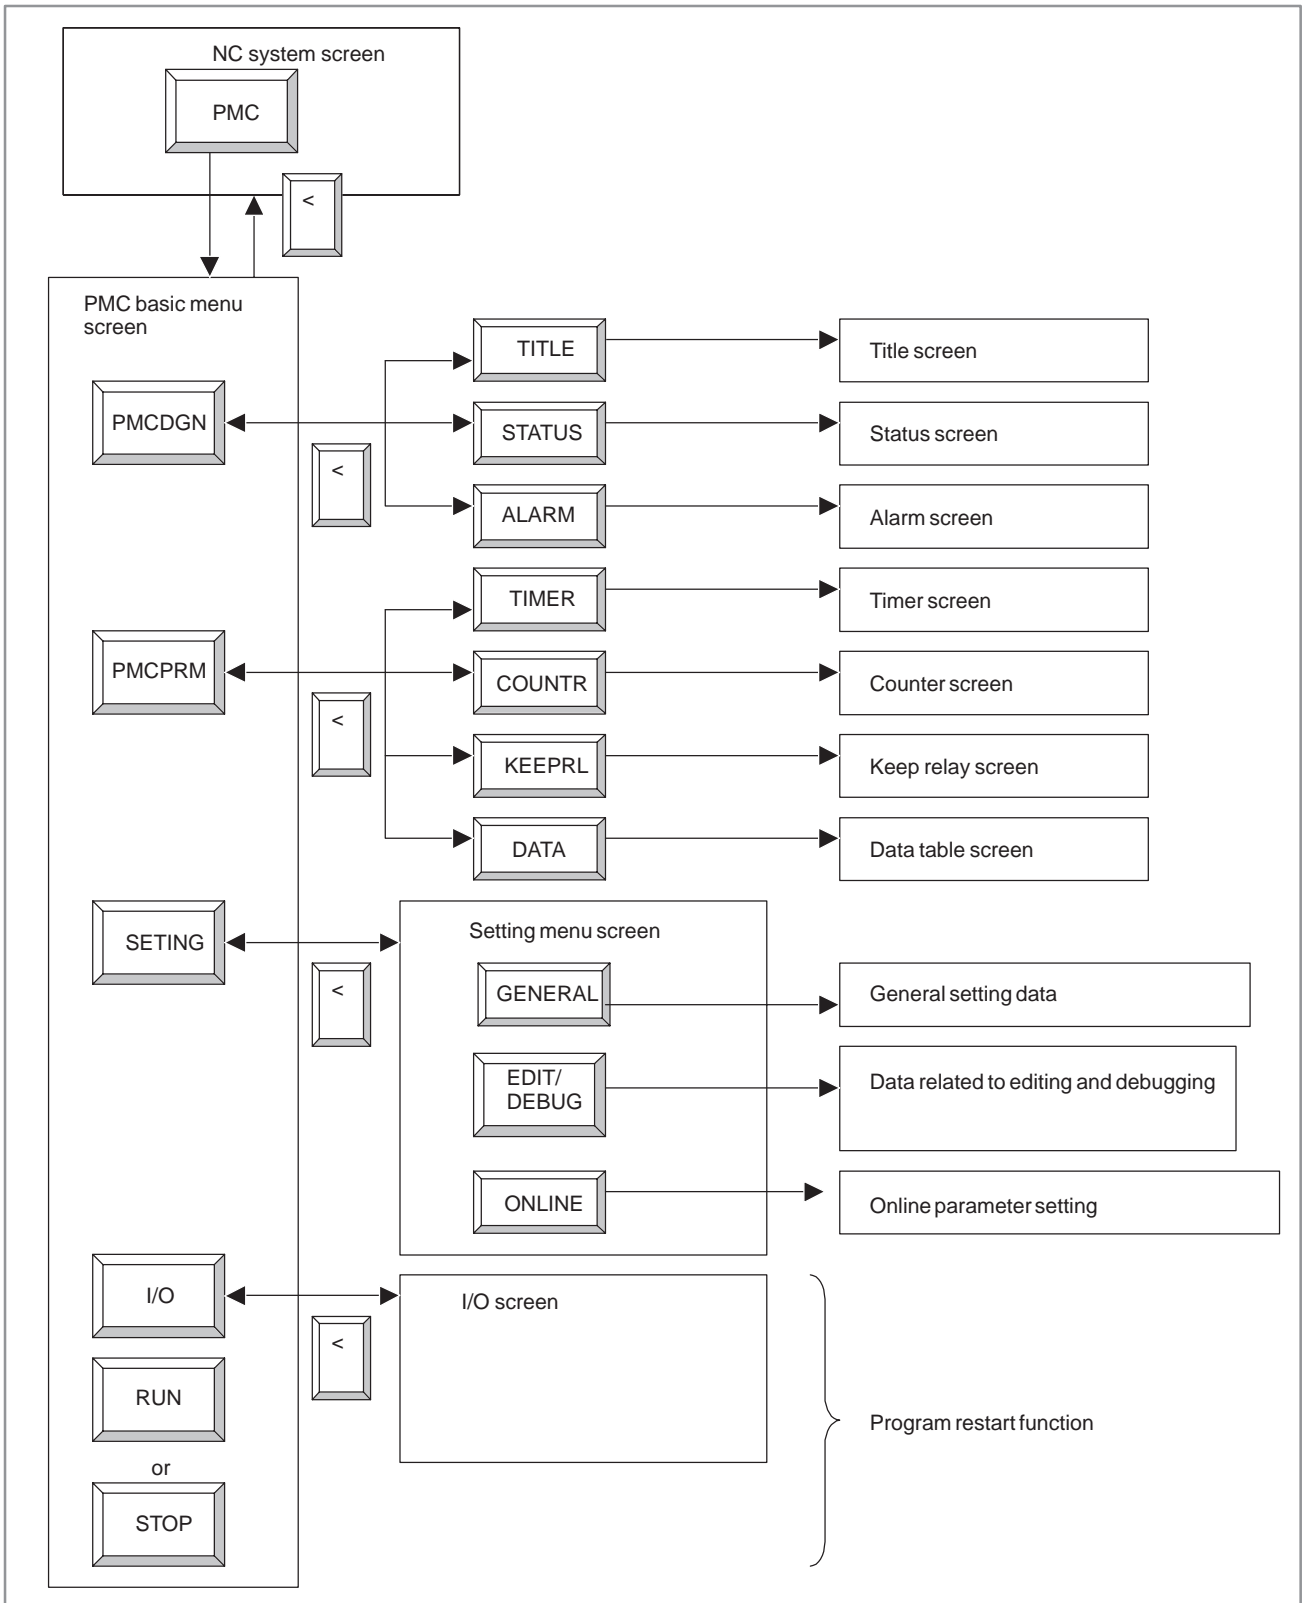 NC system screen
PMC
<
PMC basic menu
screen
TITLE
Title screen
PMCDGN
STATUS
Status screen
<
ALARM
Alarm screen
TIMER
Timer screen
PMCPRM
COUNTR
Counter screen
<
KEEPRL
Keep relay screen
DATA
Data table screen
SETING
Setting menu screen
<
GENERAL
General setting data
EDIT/
DEBUG
Data related to editing and debugging
ONLINE
Online parameter setting
I/O
I/O screen
<
RUN
Program restart function
or
STOP